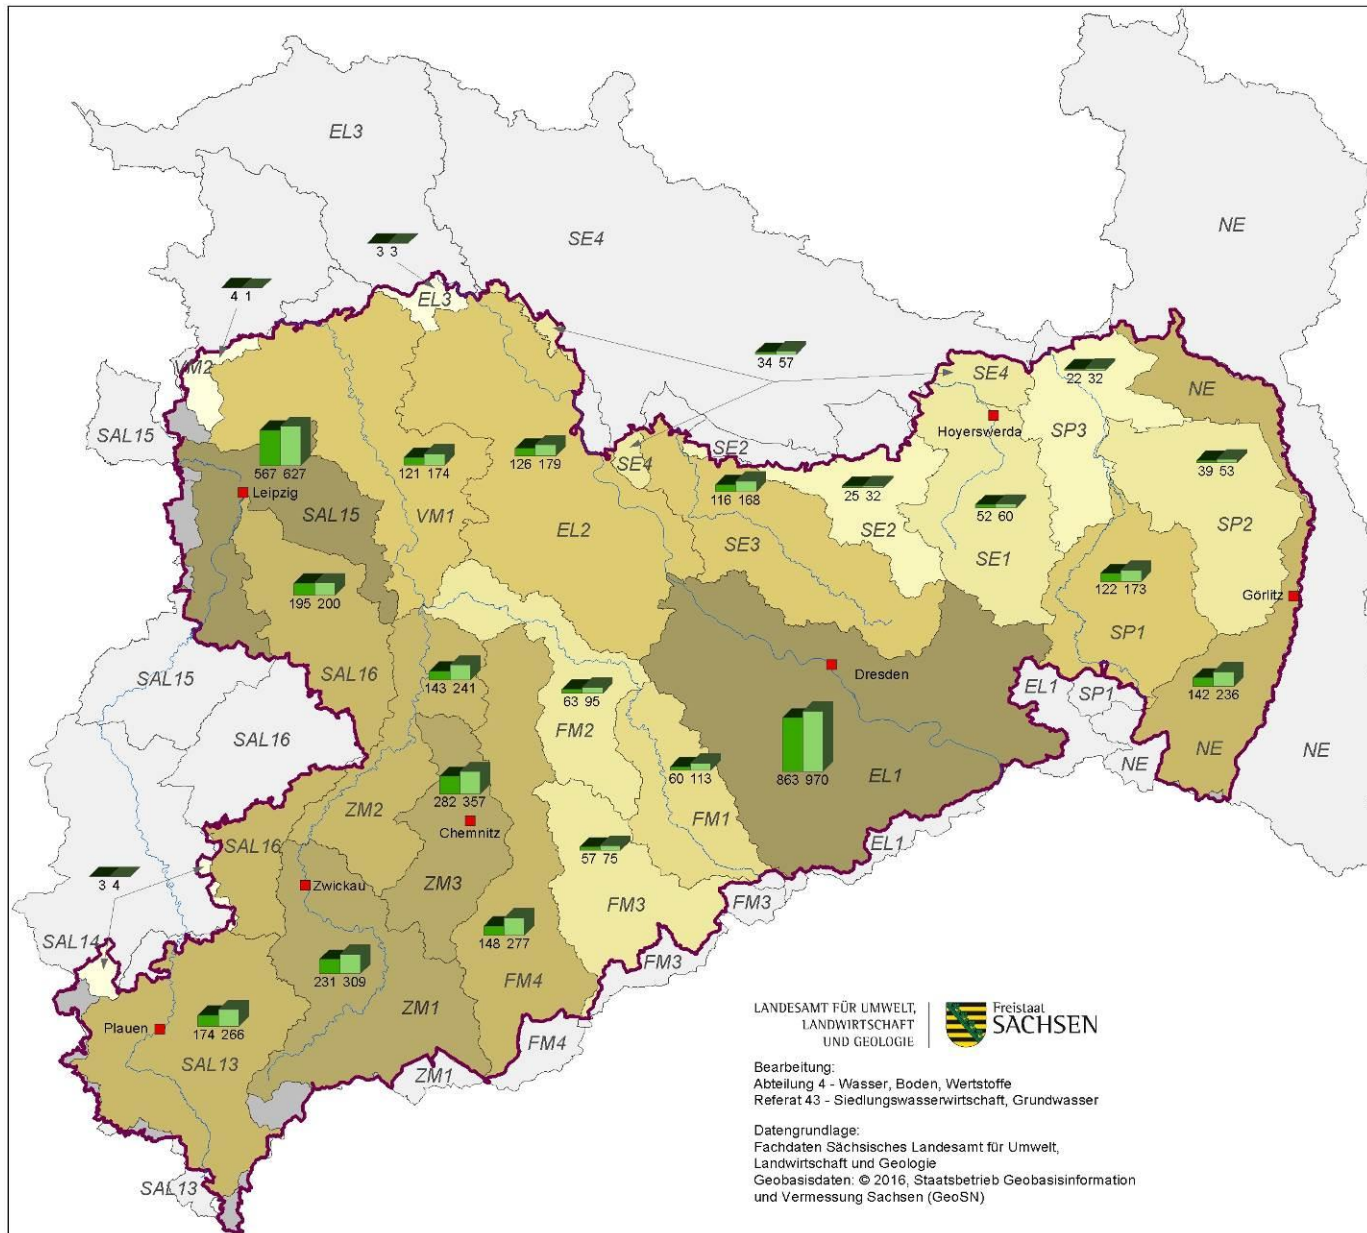 EL3
SE4
NE
3 3
4 1
EL3
34 57
VM2
SE4
22 32
NE
SAL15
Hoyerswerda
SP3
567 627
121 174
126 179
SE4
SE2
39 53
Leipzig
SAL15
VM1
EL2
116 168
25 32
SE2
52 60
SP2
SE3
SE1
195 200
122 173
Görlitz
SP1
SAL16
SAL15
143 241
63 95
Dresden
EL1
SP1
142 236
SAL16
FM2
NE
NE
NE
60 113
863 970
EL1
282 357
ZM2
FM1
Chemnitz
SAL16
EL1
57 75
3 4
Zwickau
ZM3
FM3
FM3
SAL14
148 277
FM3
231 309
FM4
ZM1
174 266
Plauen
SAL13
FM4
ZM1
SAL13
LANDESAMT FÜR UMWELT,
LANDWIRTSCHAFT
UND GEOLOGIE
Freistaat
SACHSEN
Bearbeitung:
Abteilung 4 - Wasser, Boden, Wertstoffe
Referat 43 - Siedlungswasserwirtschaft, Grundwasser
Datengrundlage:
Fachdaten Sächsisches Landesamt für Umwelt,
Landwirtschaft und Geologie
Geobasisdaten: © 2016, Staatsbetrieb Geobasisinformation
und Vermessung Sachsen (GeoSN)